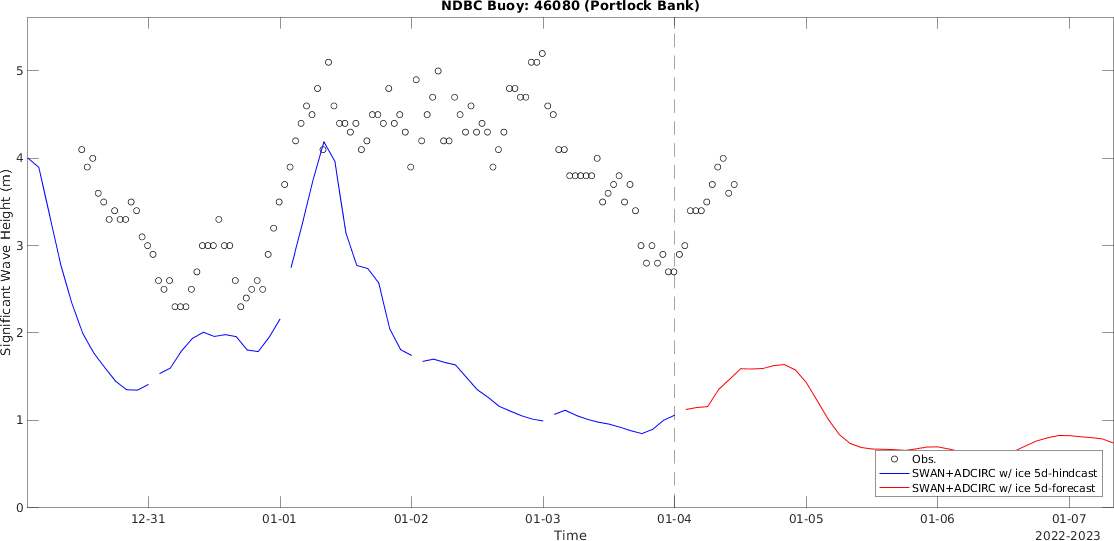 NDBC Buoy: 46080 (Portlock Bank)
Significant Wave Height (m)
5
4
3
2
1
0
12-31 01-01 01-02 01-03 01-04 01-05 01-06 01-07
Time
2022-2023
Obs.
SWAN+ADCIRC w/ ice 5d-hindcast
SWAN+ADCIRC w/ ice 5d-forecast